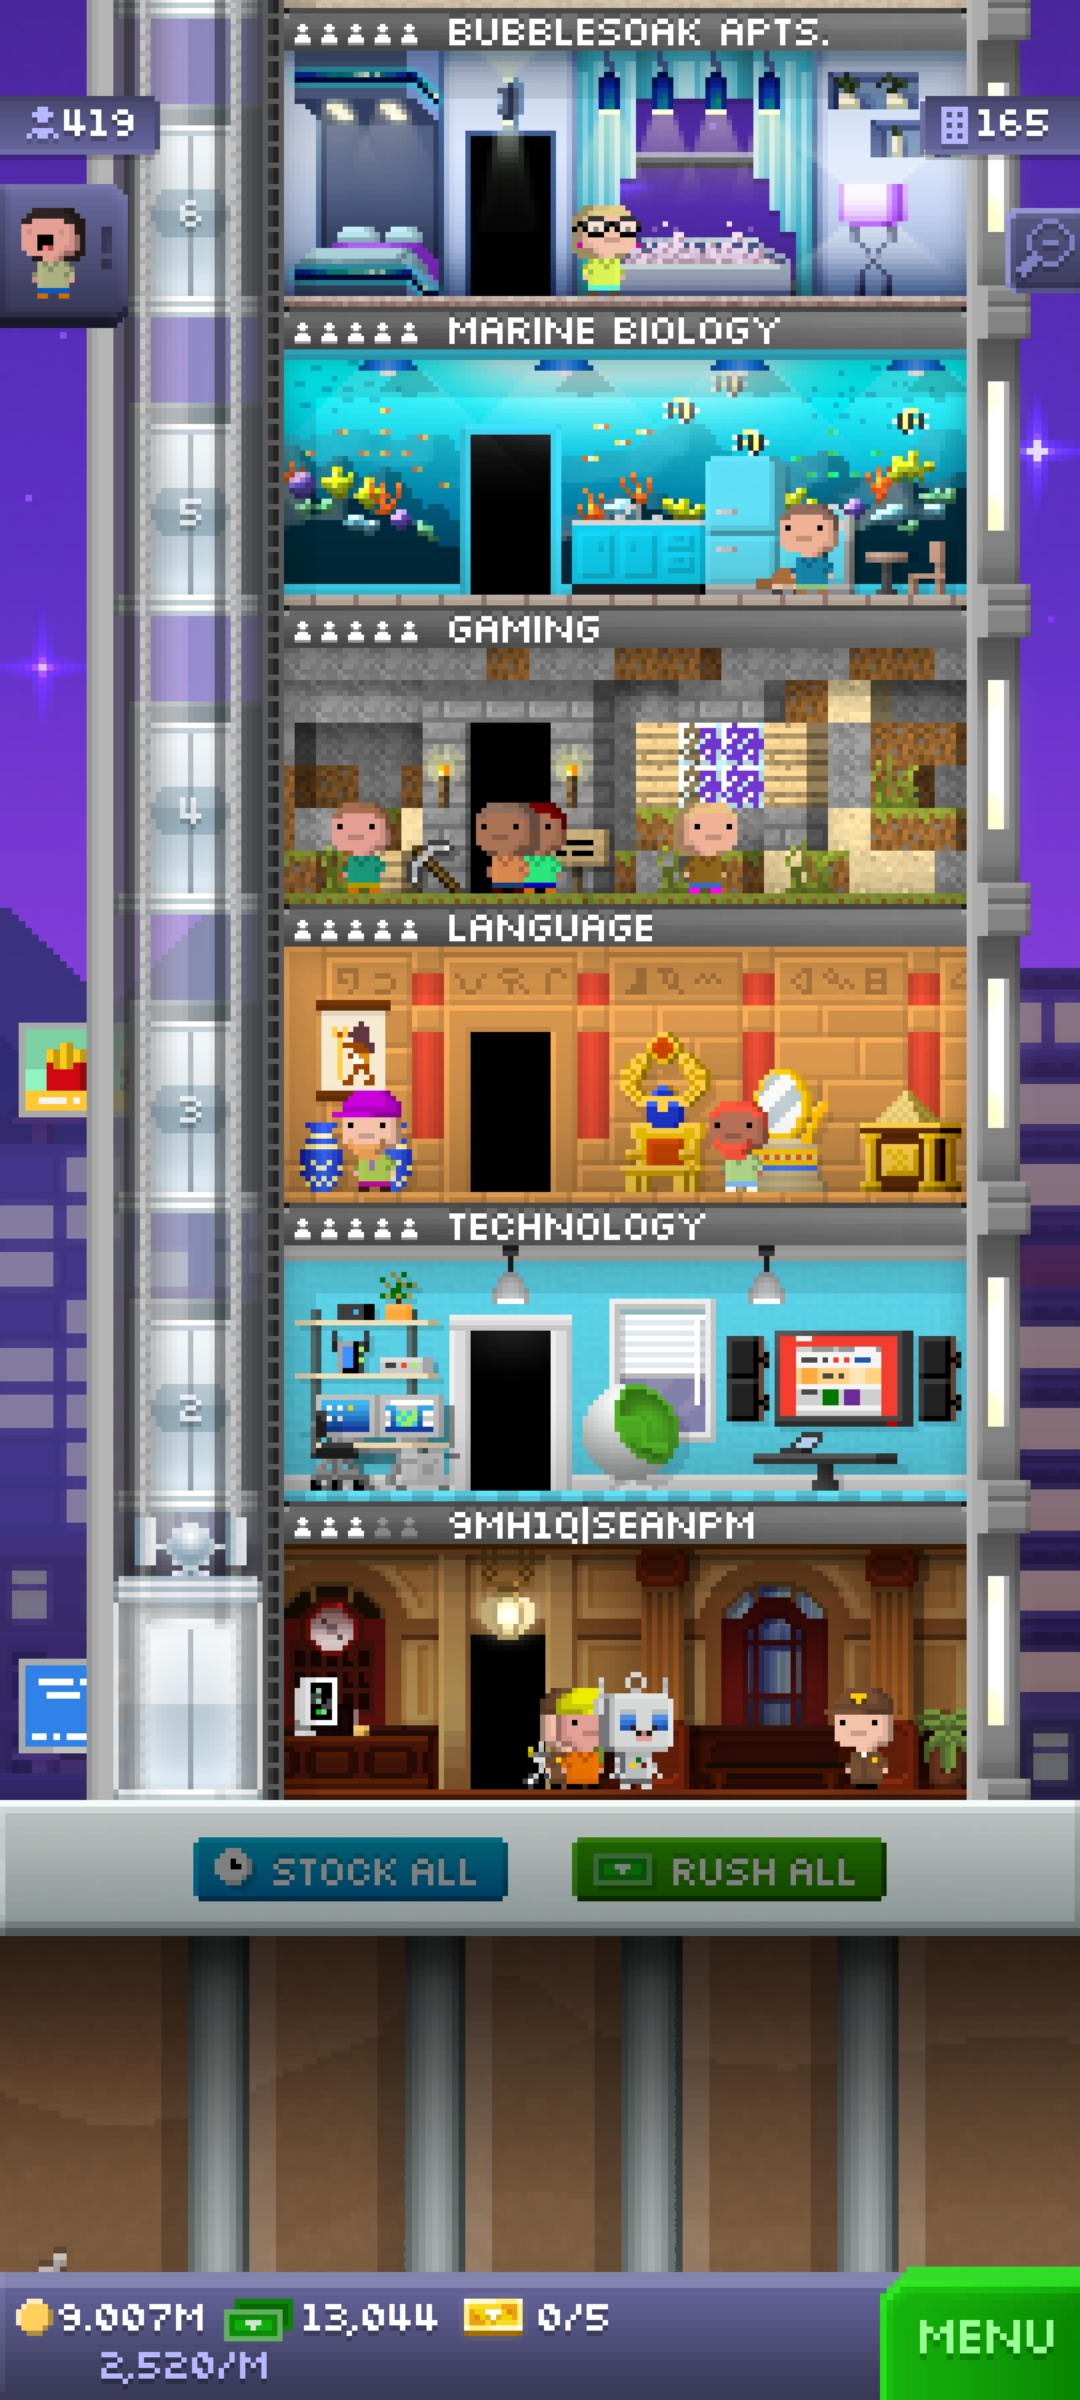 BUBBLESOAK APTS.
419
165
6
MARINE BIOLOGY
5
GAMING
4
LANGUAGE
3
TECHNOLOGY
2
9MH1Q|SEANPM
STOCK ALL
RUSH ALL
9.007M
13,044
0/5
2,520/M
MENU